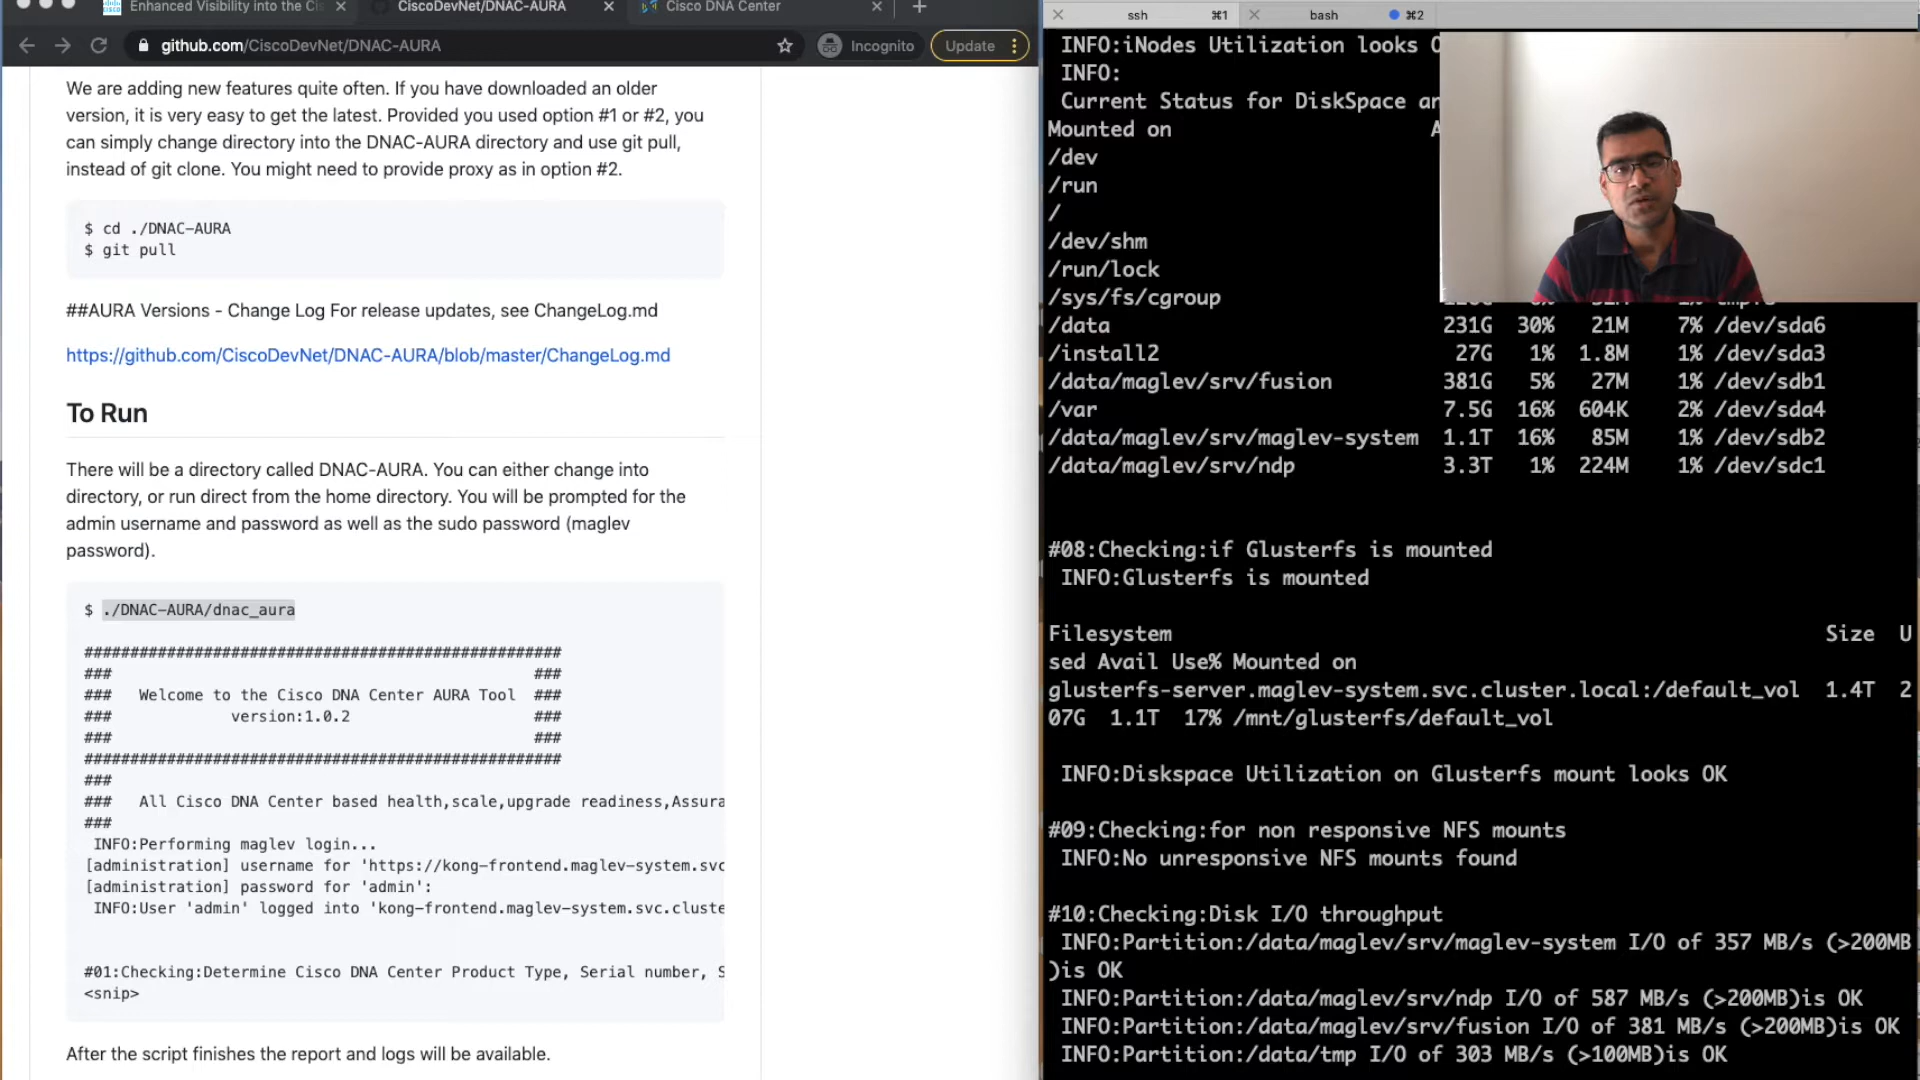 Enhanced Visibility into the Cis
CiscoDevNet/DNAC-AURA
Cisco DNA Center
github.com/CiscoDevNet/DNAC-AURA
Incognito
Update
We are adding new features quite often. If you have downloaded an older
version, it is very easy to get the latest. Provided you used option #1 or #2, you
can simply change directory into the DNAC-AURA directory and use git pull,
instead of git clone. You might need to provide proxy as in option #2.
$ cd ./DNAC-AURA
$ git pull
##AURA Versions - Change Log For release updates, see ChangeLog.md
https://github.com/CiscoDevNet/DNAC-AURA/blob/master/ChangeLog.md
To Run
There will be a directory called DNAC-AURA. You can either change into
directory, or run direct from the home directory. You will be prompted for the
admin username and password as well as the sudo password (maglev
password).
$ ./DNAC-AURA/dnac_aura
####################################################
###                                              ###
###   Welcome to the Cisco DNA Center AURA Tool  ###
###             version:1.0.2                    ###
###                                              ###
####################################################
###
###   All Cisco DNA Center based health,scale,upgrade readiness,Assura
###
INFO:Performing maglev login...
[administration] username for 'https://kong-frontend.maglev-system.svc
[administration] password for 'admin':
INFO:User 'admin' logged into 'kong-frontend.maglev-system.svc.cluste
#01:Checking:Determine Cisco DNA Center Product Type, Serial number, S
<snip>
After the script finishes the report and logs will be available.
ssh ⌘1
bash ⌘2
INFO:iNodes Utilization looks O
INFO:
Current Status for DiskSpace an
Mounted on A
/dev
/run
/
/dev/shm
/run/lock
/sys/fs/cgroup
/data 231G 30% 21M 7% /dev/sda6
/install2 27G 1% 1.8M 1% /dev/sda3
/data/maglev/srv/fusion 381G 5% 27M 1% /dev/sdb1
/var 7.5G 16% 604K 2% /dev/sda4
/data/maglev/srv/maglev-system 1.1T 16% 85M 1% /dev/sdb2
/data/maglev/srv/ndp 3.3T 1% 224M 1% /dev/sdc1
#08:Checking:if Glusterfs is mounted
INFO:Glusterfs is mounted
Filesystem Size U
sed Avail Use% Mounted on
glusterfs-server.maglev-system.svc.cluster.local:/default_vol 1.4T 2
07G 1.1T 17% /mnt/glusterfs/default_vol
INFO:Diskspace Utilization on Glusterfs mount looks OK
#09:Checking:for non responsive NFS mounts
INFO:No unresponsive NFS mounts found
#10:Checking:Disk I/O throughput
INFO:Partition:/data/maglev/srv/maglev-system I/O of 357 MB/s (>200MB
)is OK
INFO:Partition:/data/maglev/srv/ndp I/O of 587 MB/s (>200MB)is OK
INFO:Partition:/data/maglev/srv/fusion I/O of 381 MB/s (>200MB)is OK
INFO:Partition:/data/tmp I/O of 303 MB/s (>100MB)is OK